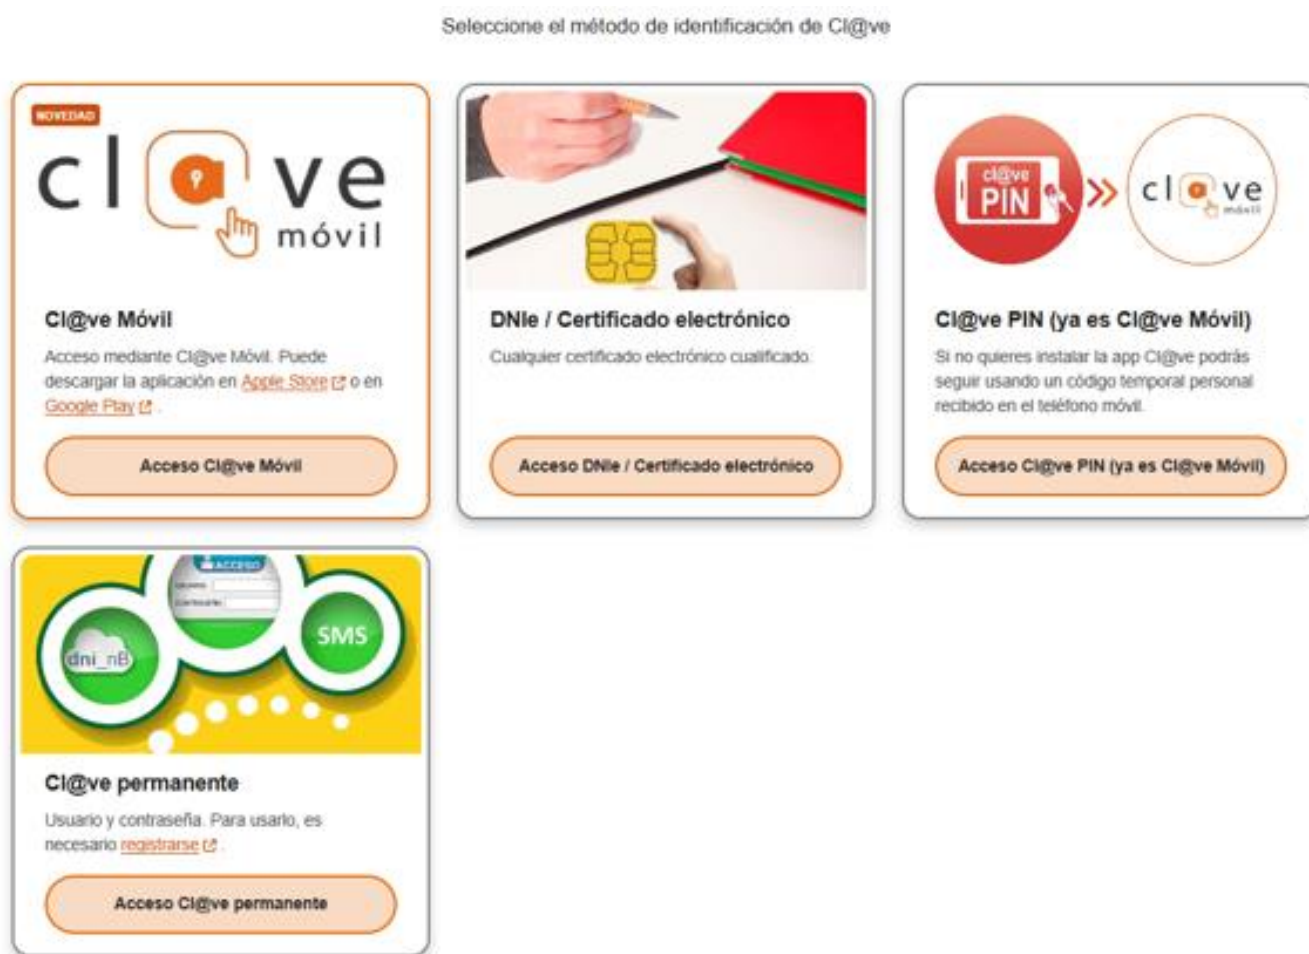 Seleccione el método de identificación de Cl@ve
NOVEDAD
cl@ve
móvil
Cl@ve Móvil
Acceso mediante Cl@ve Móvil. Puede
descargar la aplicación en Apple Store o en
Google Play .
Acceso Cl@ve Móvil
DNIe / Certificado electrónico
Cualquier certificado electrónico cualificado.
Acceso DNIe / Certificado electrónico
cl@ve
PIN
cl@ve
móvil
Cl@ve PIN (ya es Cl@ve Móvil)
Si no quieres instalar la app Cl@ve podrás
seguir usando un código temporal personal
recibido en el teléfono móvil.
Acceso Cl@ve PIN (ya es Cl@ve Móvil)
ACCESO
USUARIO
CONTRASEÑA
dni_nB
SMS
Cl@ve permanente
Usuario y contraseña. Para usarlo, es
necesario registrarse .
Acceso Cl@ve permanente